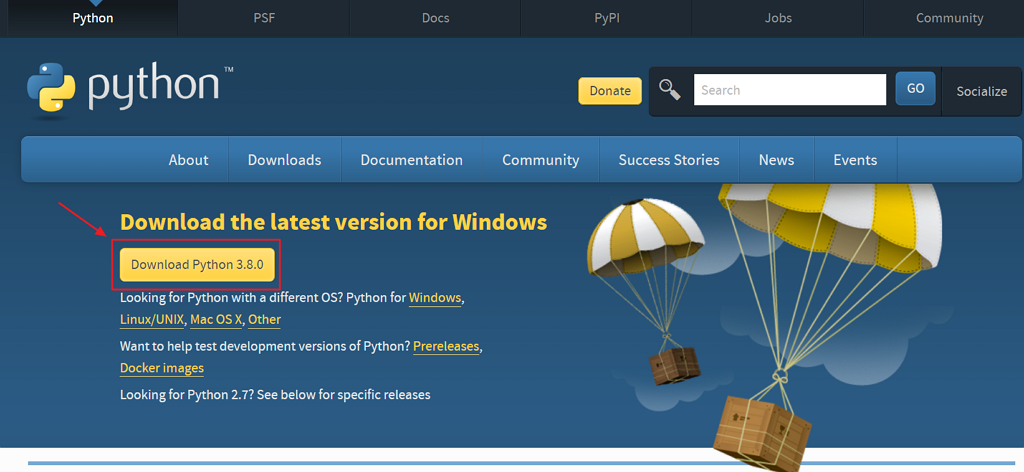 Python PSF Docs PyPI Jobs Community
python™
Donate Search GO Socialize
About Downloads Documentation Community Success Stories News Events
Download the latest version for Windows
Download Python 3.8.0
Looking for Python with a different OS? Python for Windows,
Linux/UNIX, Mac OS X, Other
Want to help test development versions of Python? Prereleases,
Docker images
Looking for Python 2.7? See below for specific releases